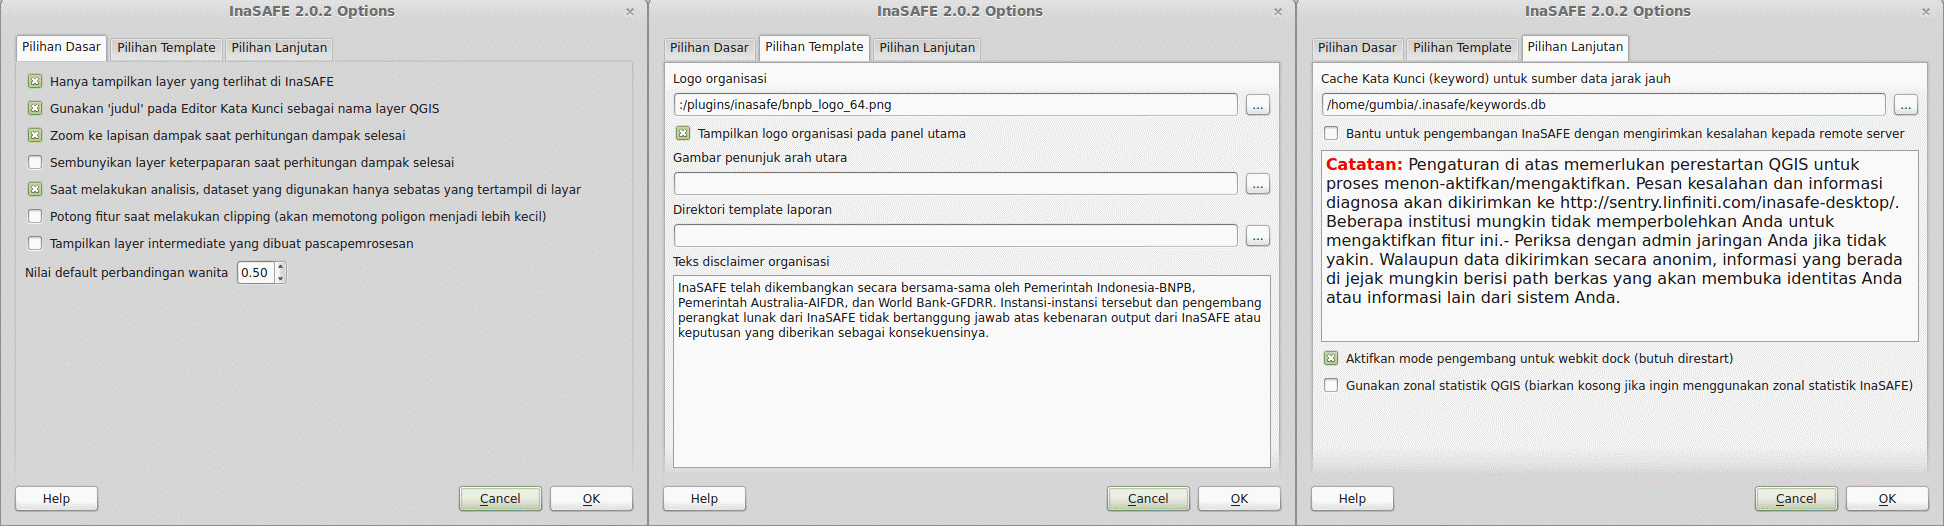 InaSAFE 2.0.2 Options
Pilihan Dasar
Pilihan Template
Pilihan Lanjutan
Hanya tampilkan layer yang terlihat di InaSAFE
Gunakan 'judul' pada Editor Kata Kunci sebagai nama layer QGIS
Zoom ke lapisan dampak saat perhitungan dampak selesai
Sembunyikan layer keterpaparan saat perhitungan dampak selesai
Saat melakukan analisis, dataset yang digunakan hanya sebatas yang tertampil di layar
Potong fitur saat melakukan clipping (akan memotong poligon menjadi lebih kecil)
Tampilkan layer intermediate yang dibuat pascapemrosesan
Nilai default perbandingan wanita 0.50
Help
Cancel
OK
InaSAFE 2.0.2 Options
Pilihan Dasar
Pilihan Template
Pilihan Lanjutan
Logo organisasi
:/plugins/inasafe/bnpb_logo_64.png
...
Tampilkan logo organisasi pada panel utama
Gambar penunjuk arah utara
...
Direktori template laporan
...
Teks disclaimer organisasi
InaSAFE telah dikembangkan secara bersama-sama oleh Pemerintah Indonesia-BNPB,
Pemerintah Australia-AIFDR, dan World Bank-GFDRR. Instansi-instansi tersebut dan pengembang
perangkat lunak dari InaSAFE tidak bertanggung jawab atas kebenaran output dari InaSAFE atau
keputusan yang diberikan sebagai konsekuensinya.
Help
Cancel
OK
InaSAFE 2.0.2 Options
Pilihan Dasar
Pilihan Template
Pilihan Lanjutan
Cache Kata Kunci (keyword) untuk sumber data jarak jauh
/home/gumbia/.inasafe/keywords.db
...
Bantu untuk pengembangan InaSAFE dengan mengirimkan kesalahan kepada remote server
Catatan: Pengaturan di atas memerlukan perestartan QGIS untuk
proses menon-aktifkan/mengaktifkan. Pesan kesalahan dan informasi
diagnosa akan dikirimkan ke http://sentry.linfiniti.com/inasafe-desktop/.
Beberapa institusi mungkin tidak memperbolehkan Anda untuk
mengaktifkan fitur ini.- Periksa dengan admin jaringan Anda jika tidak
yakin. Walaupun data dikirimkan secara anonim, informasi yang berada
di jejak mungkin berisi path berkas yang akan membuka identitas Anda
atau informasi lain dari sistem Anda.
Aktifkan mode pengembang untuk webkit dock (butuh direstart)
Gunakan zonal statistik QGIS (biarkan kosong jika ingin menggunakan zonal statistik InaSAFE)
Help
Cancel
OK